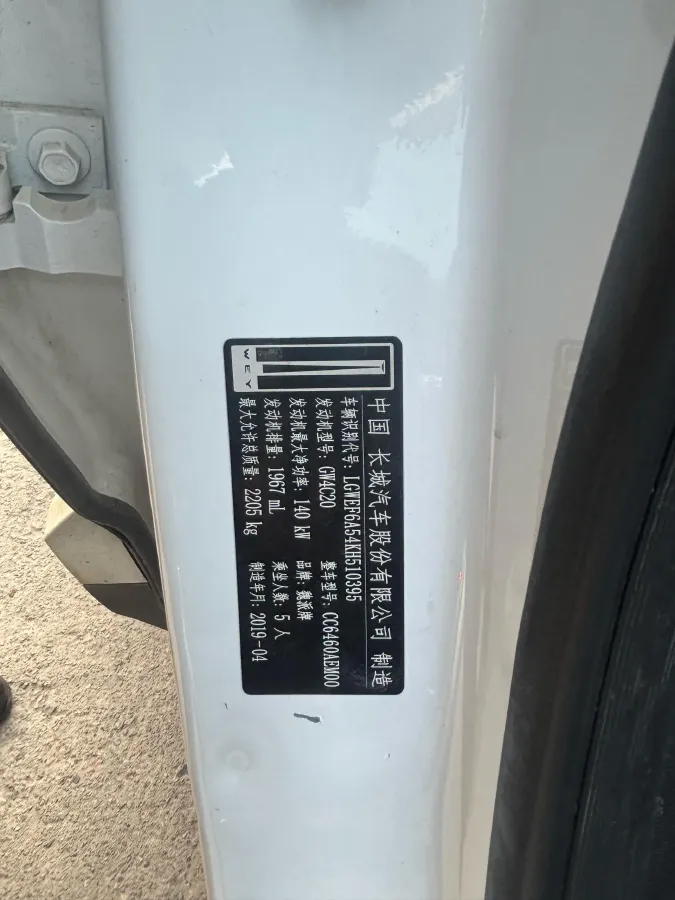 WEY
中国 长城汽车股份有限公司 制造
车辆识别代号: LGWEF6A54KH510395
发动机型号: GW4C20 整车型号: CC6460AEM00
发动机最大净功率: 140 kW 品牌: 魏派牌
发动机排量: 1967 mL 乘坐人数: 5 人
最大允许总质量: 2205 kg 制造年月: 2019-04